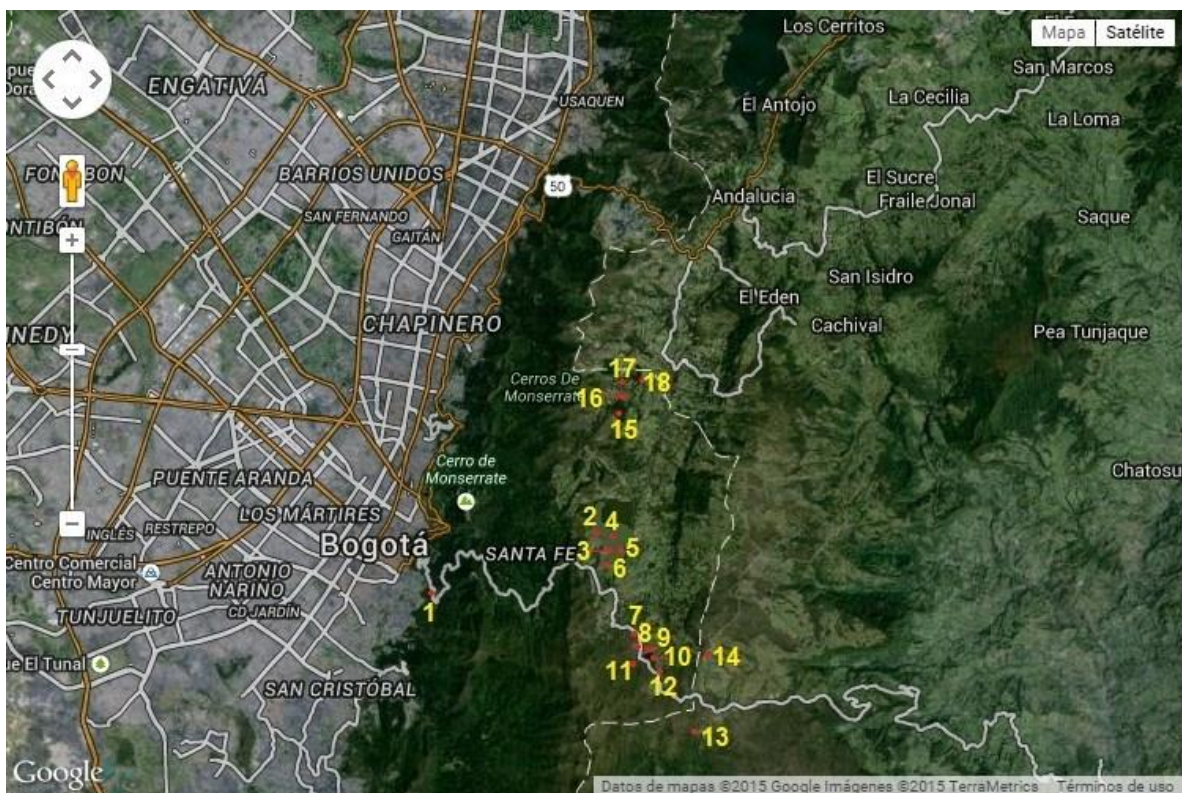 Los Cerritos
Mapa
Satélite
San Marcos
ENGATIVÁ
USAQUEN
El Antojo
La Cecilia
La Loma
BARRIOS UNIDOS
50
El Sucre
SAN FERNANDO
Andalucia
Fraile Jonal
Saque
GAITÁN
San Isidro
El Eden
CHAPINERO
Cachival
Pea Tunjaque
17
18
Cerros De
Monserrate
16
15
Cerro de
Monserrate
Chatosu
PUENTE ARANDA
LOS MÁRTIRES
2
4
INGLÉS
RESTREPO
Bogotá
SANTA FE
3
5
Centro Comercial
Centro Mayor
ANTONIO
NARIÑO
6
1
CD JARDÍN
TUNJUELITO
7
8
9
10
14
ue El Tunal
11
12
SAN CRISTÓBAL
13
Google
Datos de mapas ©2015 Google Imágenes ©2015 TerraMetrics
Términos de uso